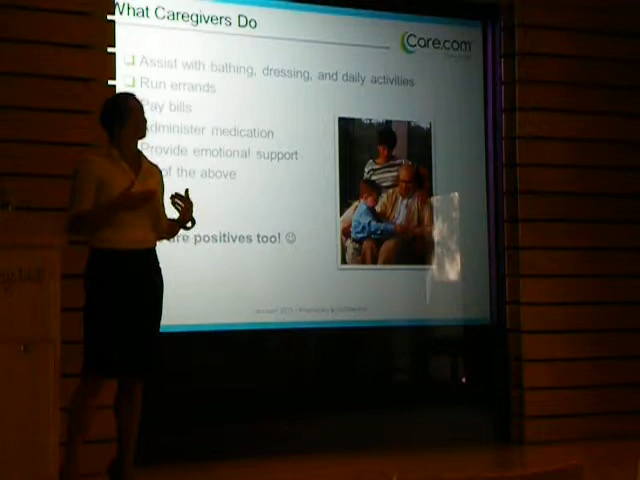 What Caregivers Do
Care.com
Assist with bathing, dressing, and daily activities
Run errands
Pay bills
Administer medication
Provide emotional support
of the above
are positives too! ☺